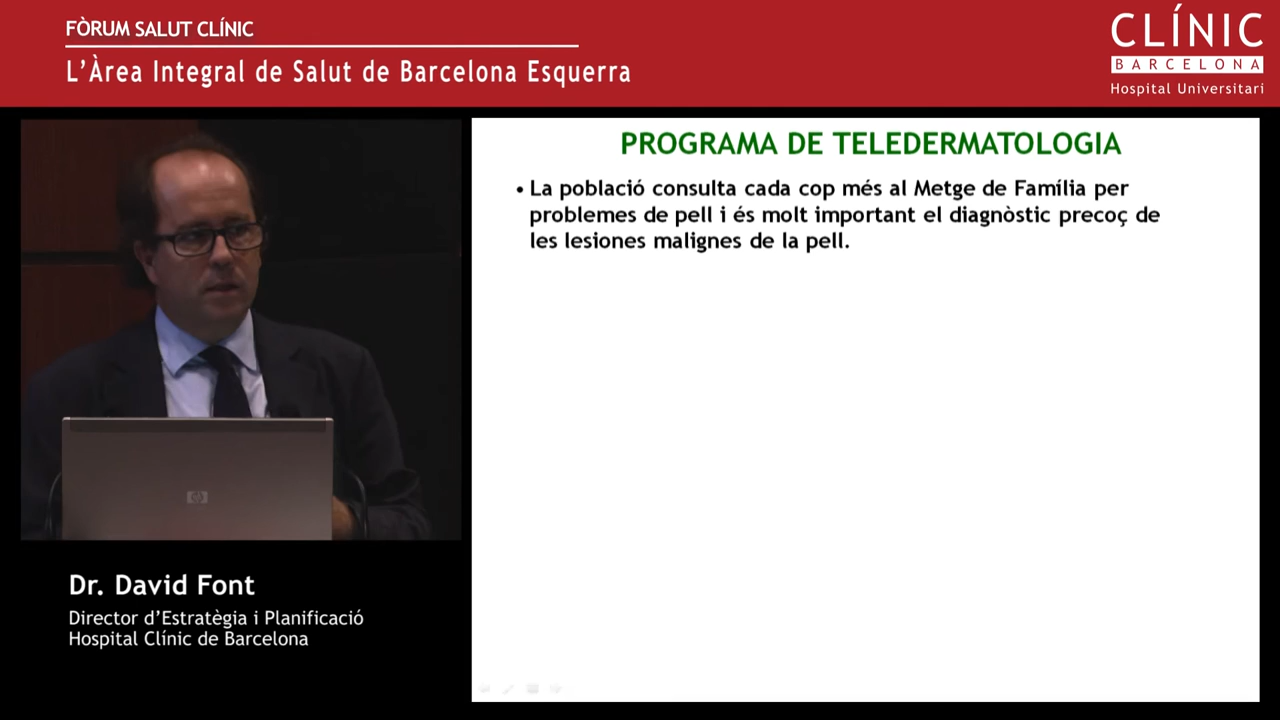 FÒRUM SALUT CLÍNIC
L'Àrea Integral de Salut de Barcelona Esquerra
CLÍNIC
BARCELONA
Hospital Universitari
PROGRAMA DE TELEDERMATOLOGIA
• La població consulta cada cop més al Metge de Família per
problemes de pell i és molt important el diagnòstic precoç de
les lesiones malignes de la pell.
hp
Dr. David Font
Director d'Estratègia i Planificació
Hospital Clínic de Barcelona